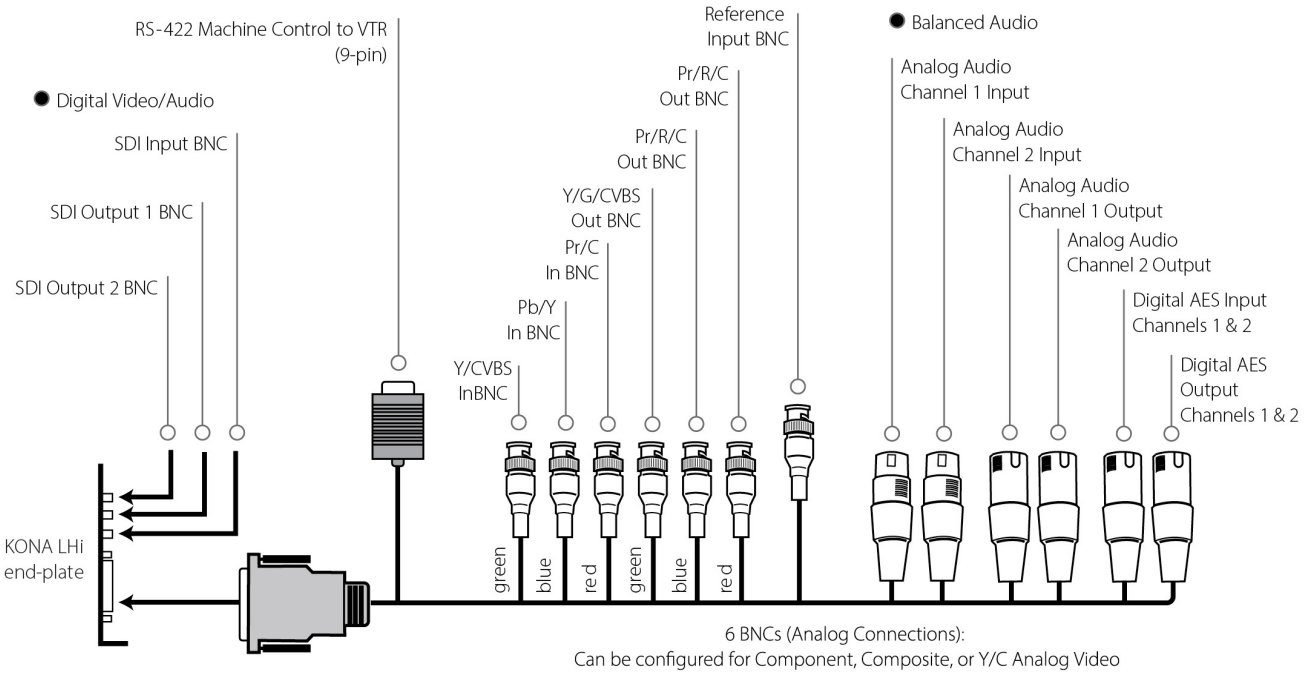 RS-422 Machine Control to VTR
(9-pin)
Digital Video/Audio
SDI Input BNC
SDI Output 1 BNC
SDI Output 2 BNC
Reference
Input BNC
Pr/R/C
Out BNC
Pr/R/C
Out BNC
Y/G/CVBS
Out BNC
Pr/C
In BNC
Pb/Y
In BNC
Y/CVBS
InBNC
Balanced Audio
Analog Audio
Channel 1 Input
Analog Audio
Channel 2 Input
Analog Audio
Channel 1 Output
Analog Audio
Channel 2 Output
Digital AES Input
Channels 1 & 2
Digital AES
Output
Channels 1 & 2
KONA LHi
end-plate
green
blue
red
green
blue
red
6 BNCs (Analog Connections):
Can be configured for Component, Composite, or Y/C Analog Video